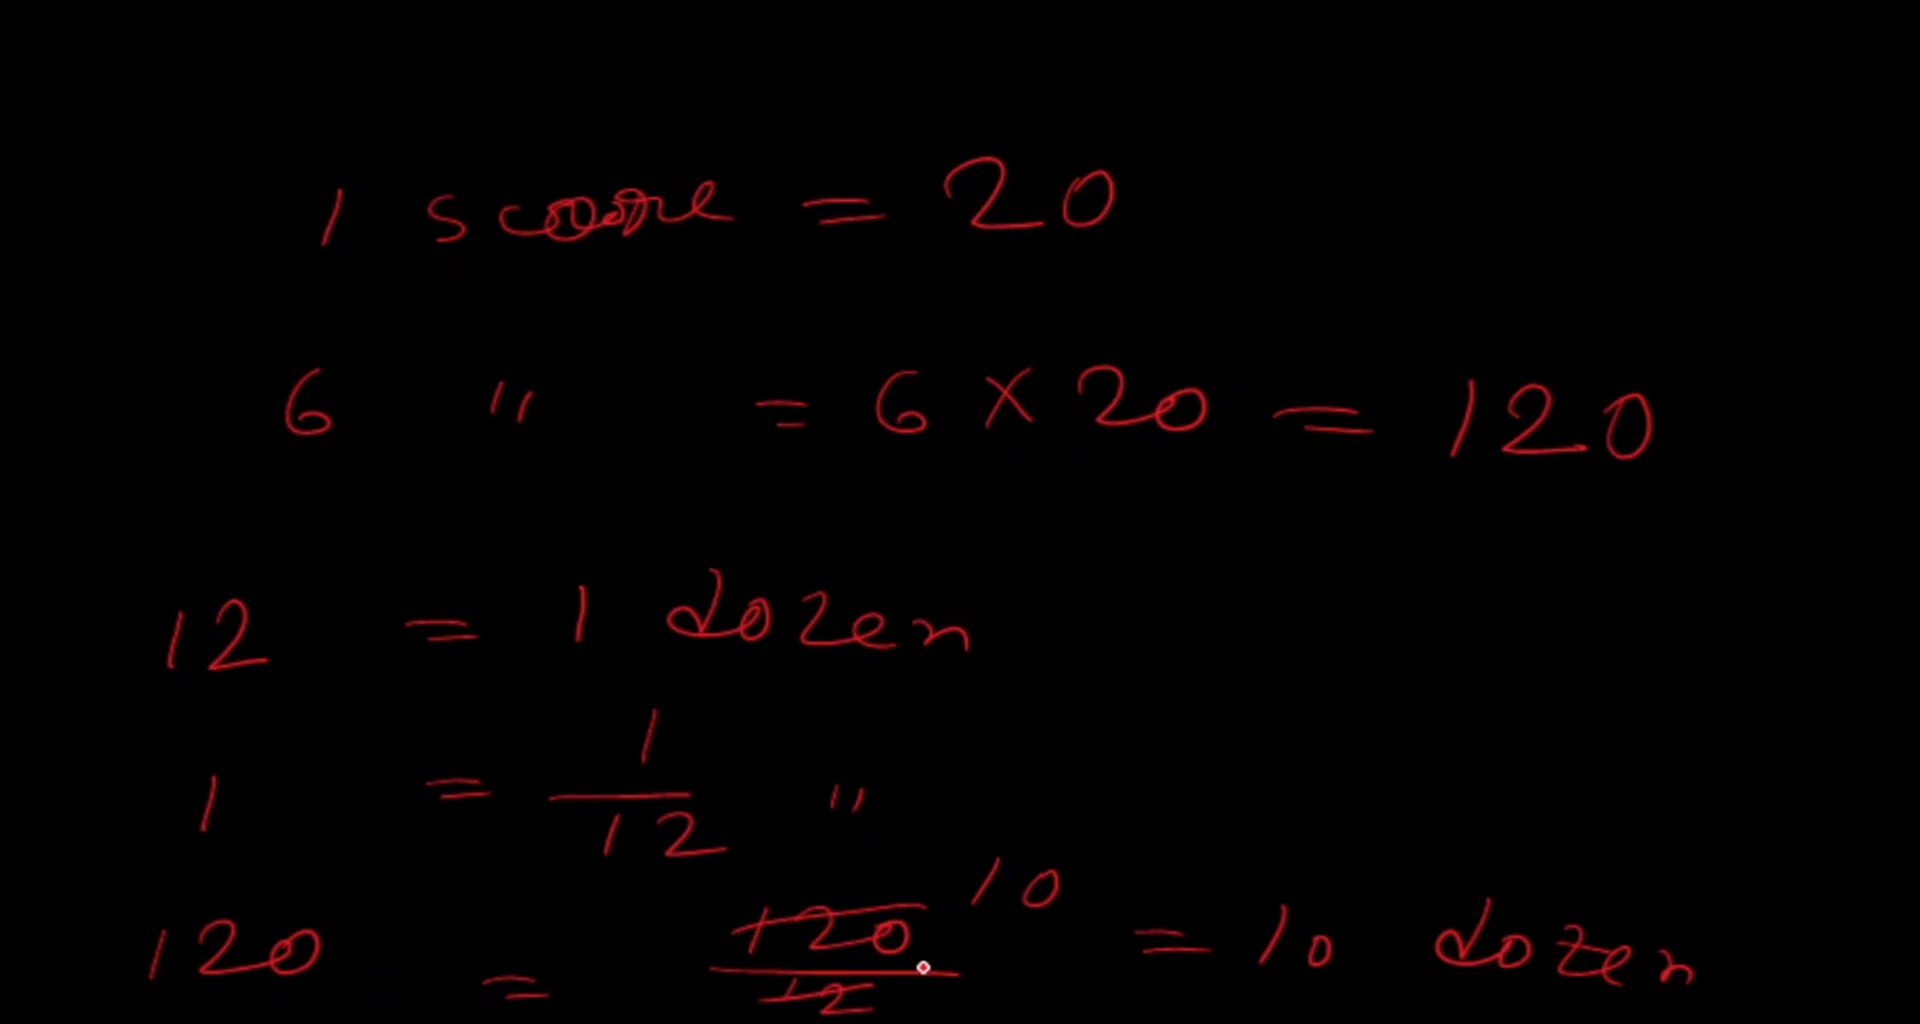 1 score = 20
6 " = 6 × 20 = 120
12 = 1 dozen
1 = 1/12 "
120 = 120/12 10 = 10 dozen